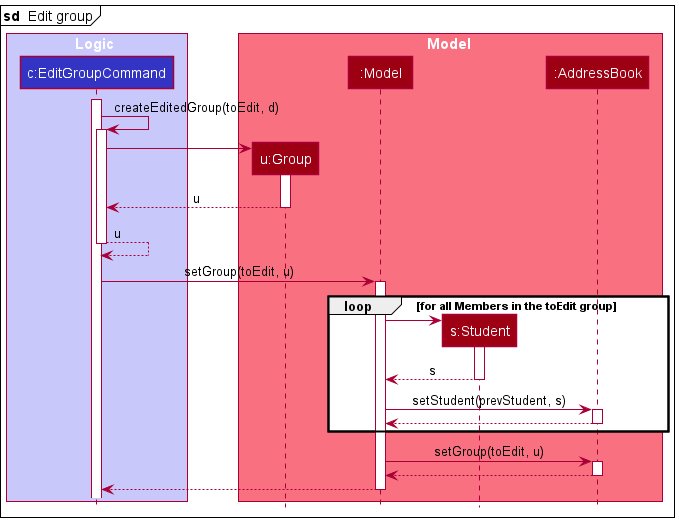 sd Edit group
Logic
Model
c:EditGroupCommand
:Model
:AddressBook
createEditedGroup(toEdit, d)
u:Group
u
u
setGroup(toEdit, u)
loop
[for all Members in the toEdit group]
s:Student
s
setStudent(prevStudent, s)
setGroup(toEdit, u)